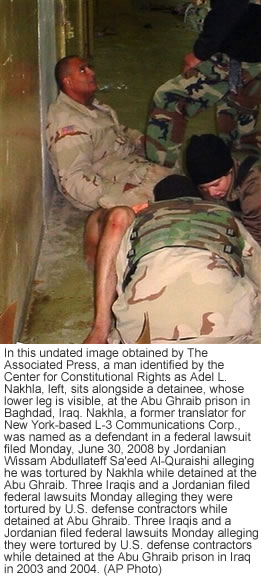 In this undated image obtained by The
Associated Press, a man identified by the
Center for Constitutional Rights as Adel L.
Nakhla, left, sits alongside a detainee, whose
lower leg is visible, at the Abu Ghraib prison in
Baghdad, Iraq. Nakhla, a former translator for
New York-based L-3 Communications Corp.,
was named as a defendant in a federal lawsuit
filed Monday, June 30, 2008 by Jordanian
Wissam Abdullateff Sa'eed Al-Quraishi alleging
he was tortured by Nakhla while detained at the
Abu Ghraib. Three Iraqis and a Jordanian filed
federal lawsuits Monday alleging they were
tortured by U.S. defense contractors while
detained at Abu Ghraib. Three Iraqis and a
Jordanian filed federal lawsuits Monday alleging
they were tortured by U.S. defense contractors
while detained at the Abu Ghraib prison in Iraq
in 2003 and 2004. (AP Photo)